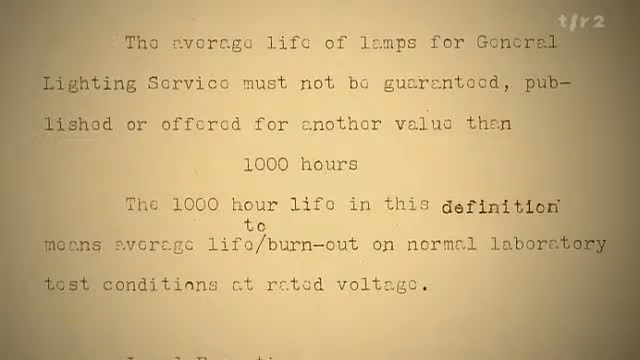 tsr2
The average life of lamps for General
Lighting Service must not be guaranteed, pub-
lished or offered for another value than
1000 hours
The 1000 hour life in this definition
to
means average life/burn-out on normal laboratory
test conditions at rated voltage.